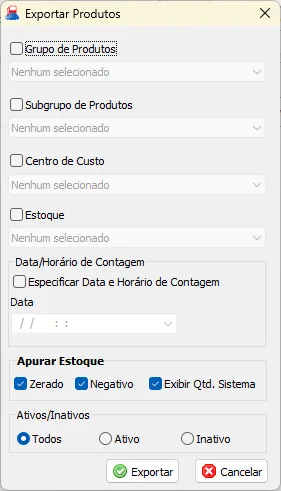 Exportar Produtos
Grupo de Produtos
Nenhum selecionado
Subgrupo de Produtos
Nenhum selecionado
Centro de Custo
Nenhum selecionado
Estoque
Nenhum selecionado
Data/Horário de Contagem
Especificar Data e Horário de Contagem
Data
/ / : :
Apurar Estoque
Zerado Negativo Exibir Qtd. Sistema
Ativos/Inativos
Todos Ativo Inativo
Exportar Cancelar